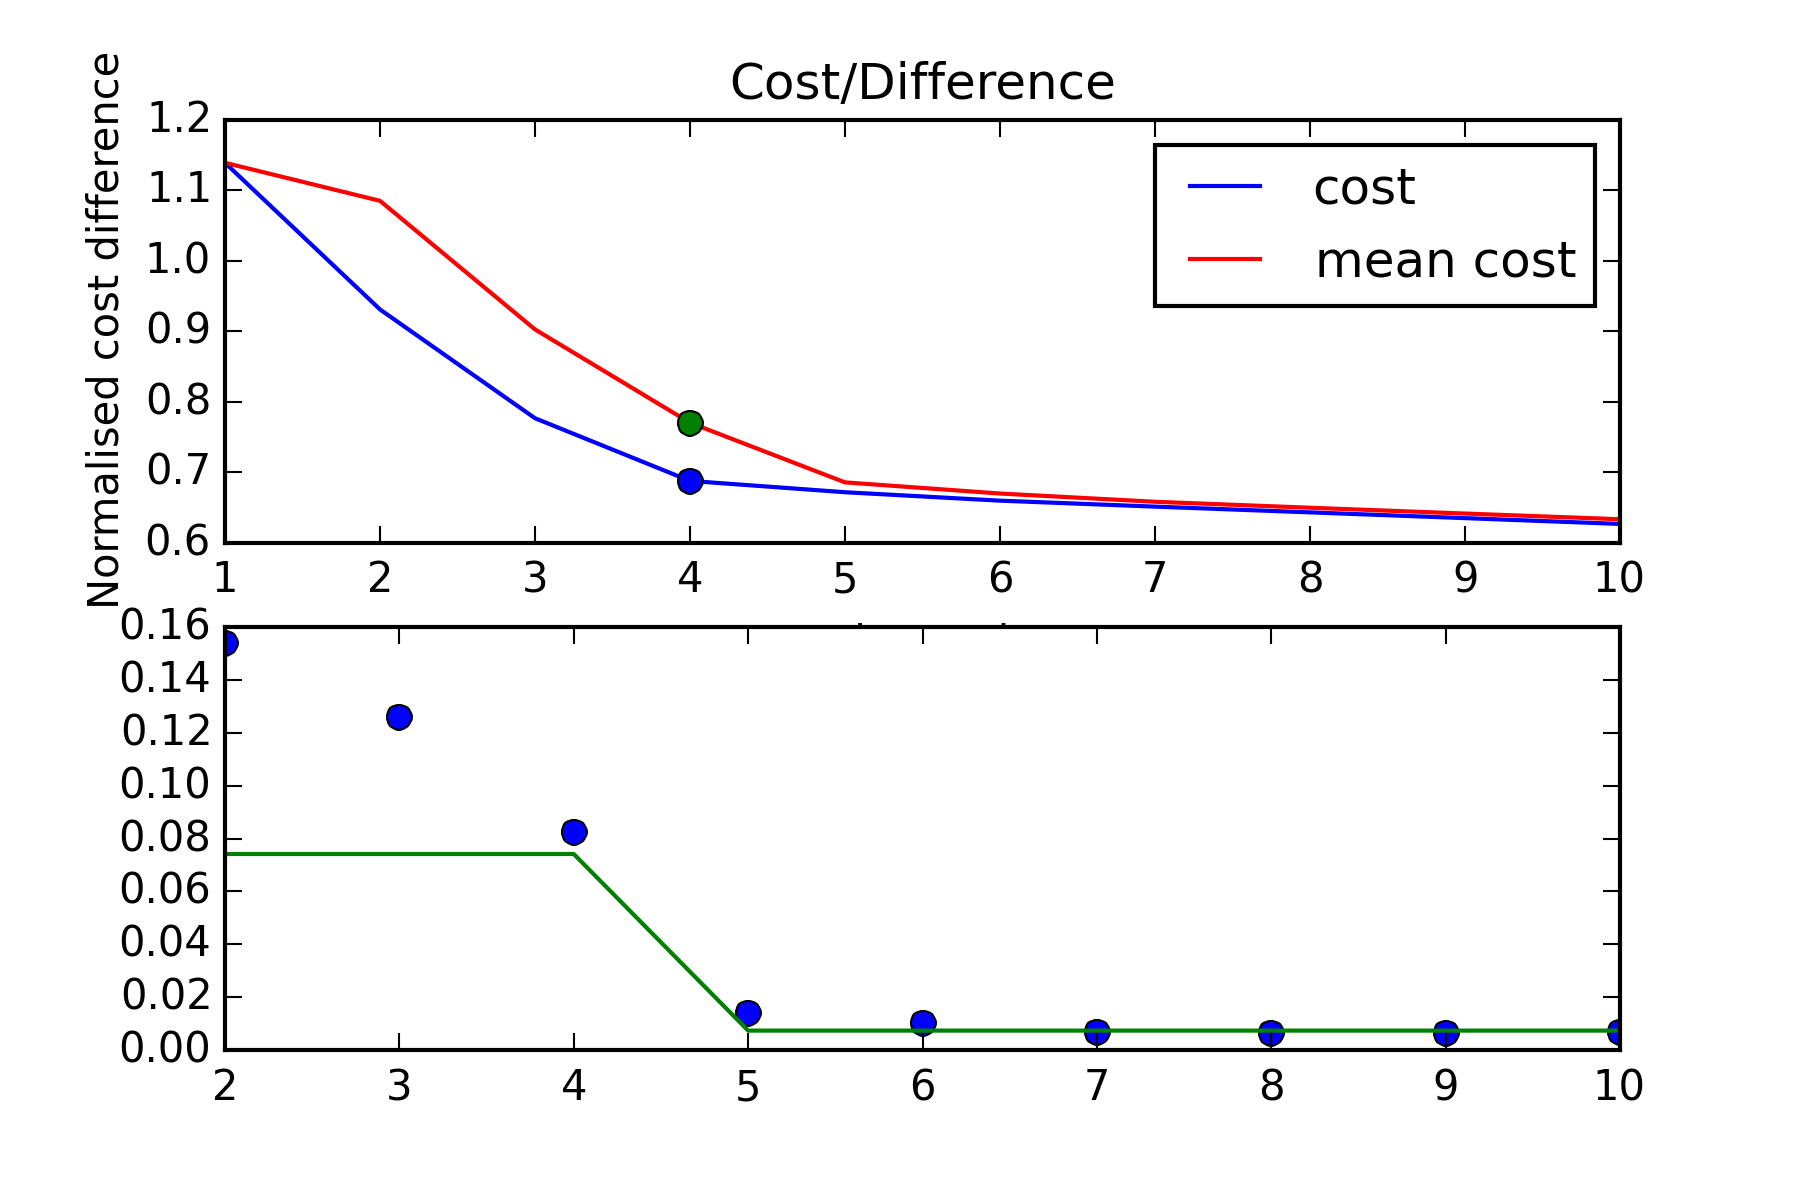 Cost/Difference
Normalised cost difference
1.2
1.1
1.0
0.9
0.8
0.7
0.6
cost
mean cost
1 2 3 4 5 6 7 8 9 10
0.16
0.14
0.12
0.10
0.08
0.06
0.04
0.02
0.00
2 3 4 5 6 7 8 9 10